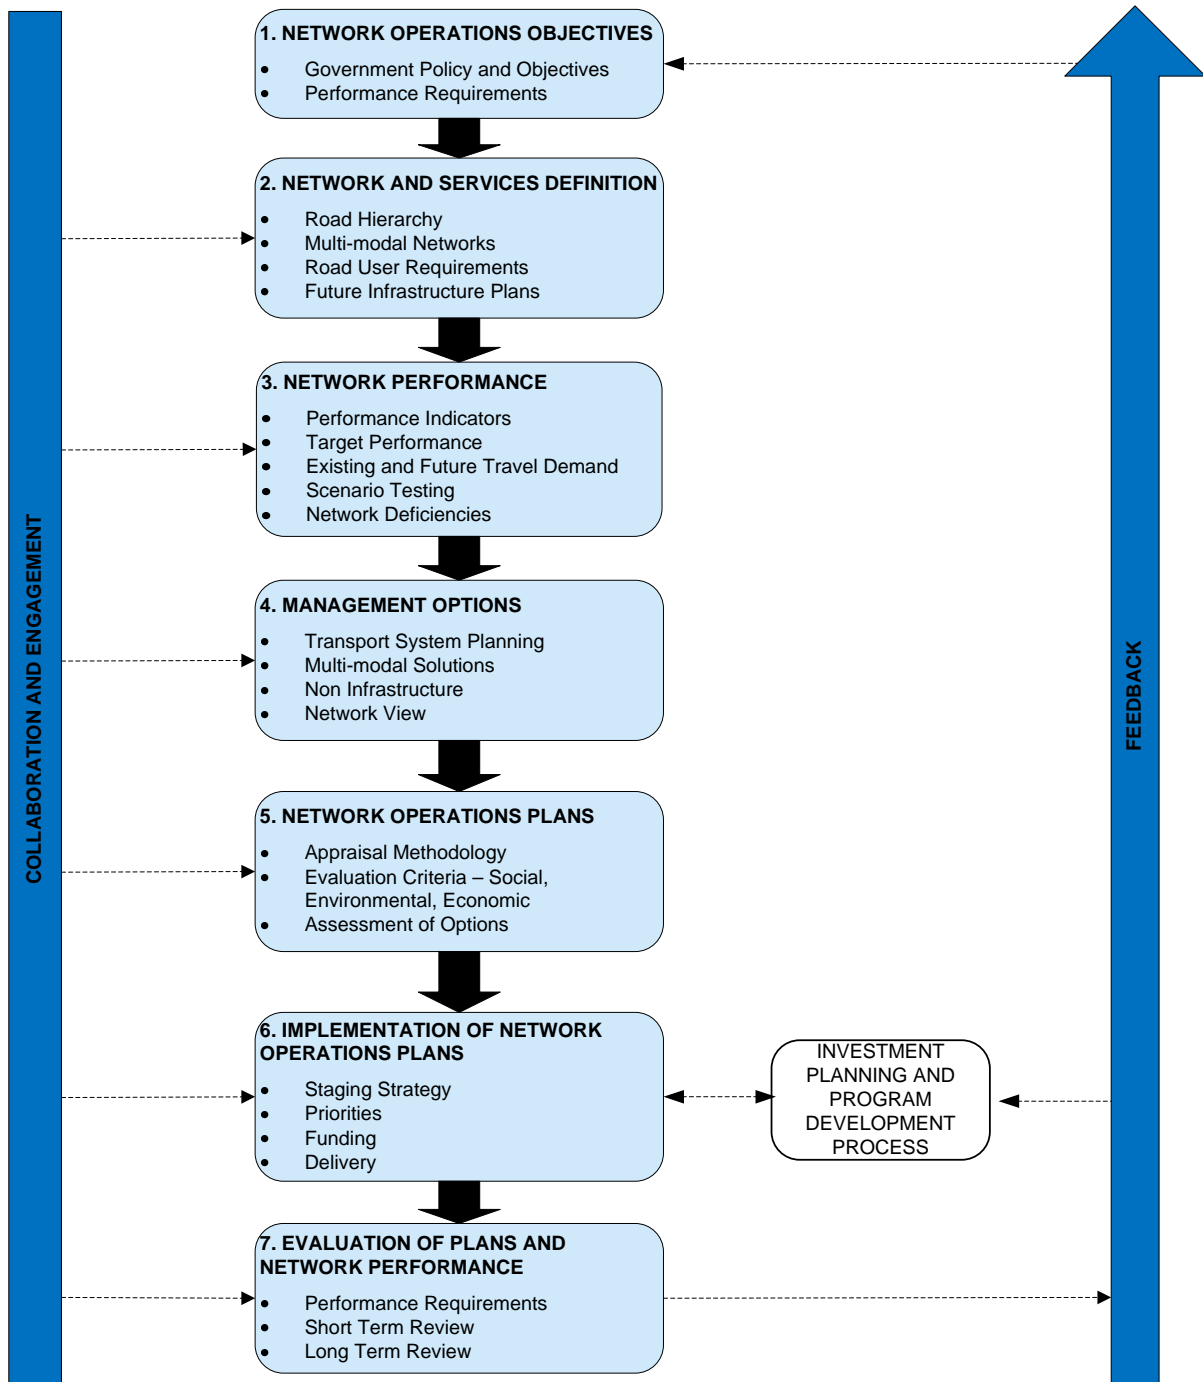 1. NETWORK OPERATIONS OBJECTIVES
• Government Policy and Objectives
• Performance Requirements
2. NETWORK AND SERVICES DEFINITION
• Road Hierarchy
• Multi-modal Networks
• Road User Requirements
• Future Infrastructure Plans
3. NETWORK PERFORMANCE
• Performance Indicators
• Target Performance
• Existing and Future Travel Demand
• Scenario Testing
• Network Deficiencies
4. MANAGEMENT OPTIONS
• Transport System Planning
• Multi-modal Solutions
• Non Infrastructure
• Network View
5. NETWORK OPERATIONS PLANS
• Appraisal Methodology
• Evaluation Criteria – Social,
Environmental, Economic
• Assessment of Options
6. IMPLEMENTATION OF NETWORK
OPERATIONS PLANS
• Staging Strategy
• Priorities
• Funding
• Delivery
7. EVALUATION OF PLANS AND
NETWORK PERFORMANCE
• Performance Requirements
• Short Term Review
• Long Term Review
COLLABORATION AND ENGAGEMENT
INVESTMENT
PLANNING AND
PROGRAM
DEVELOPMENT
PROCESS
FEEDBACK